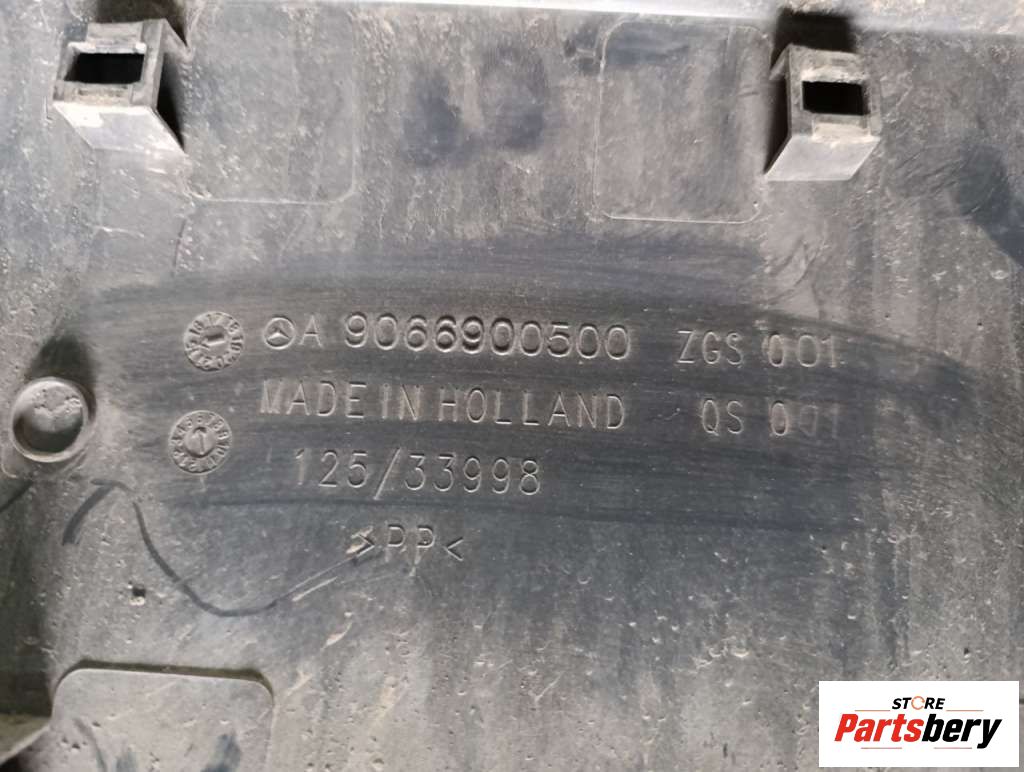 A 9066900500 ZGS 001
MADE IN HOLLAND QS 001
125/33998
>PP<
STORE
Partsbery